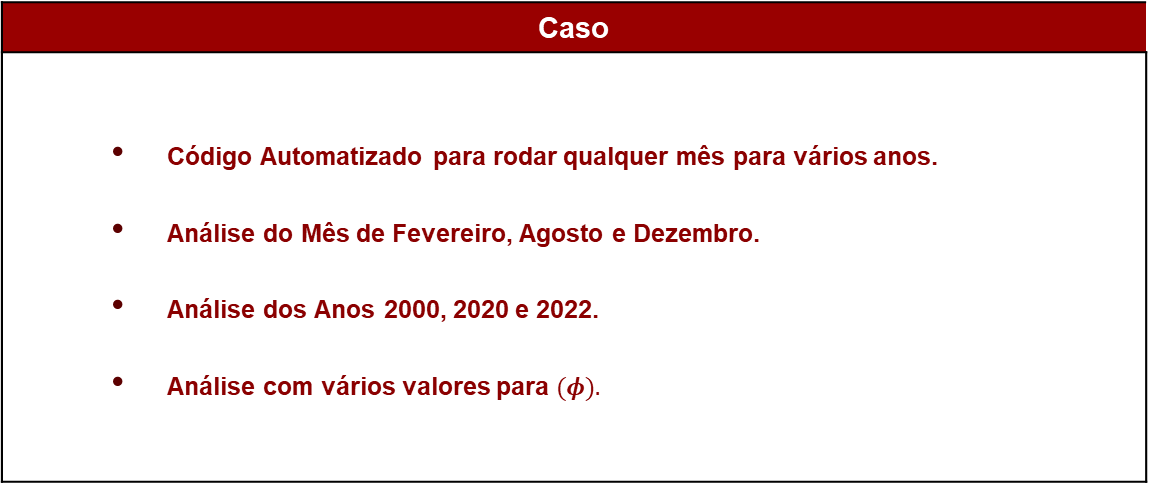 Caso
• Código Automatizado para rodar qualquer mês para vários anos.
• Análise do Mês de Fevereiro, Agosto e Dezembro.
• Análise dos Anos 2000, 2020 e 2022.
• Análise com vários valores para (𝝓).